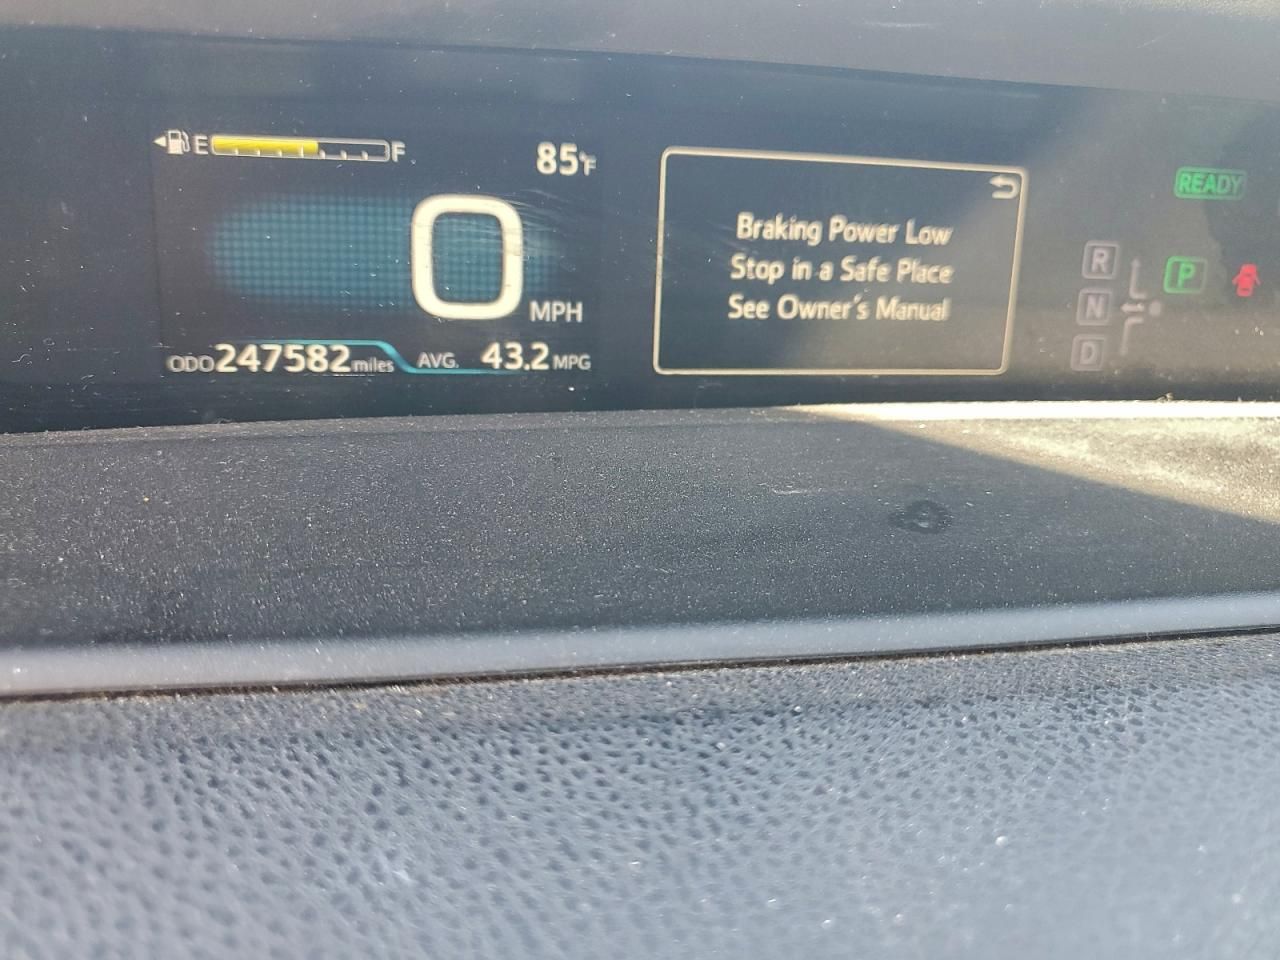 E F
85°F
0 MPH
ODO 247582 miles AVG. 43.2 MPG
Braking Power Low
Stop in a Safe Place
See Owner's Manual
READY
R
N
D
P